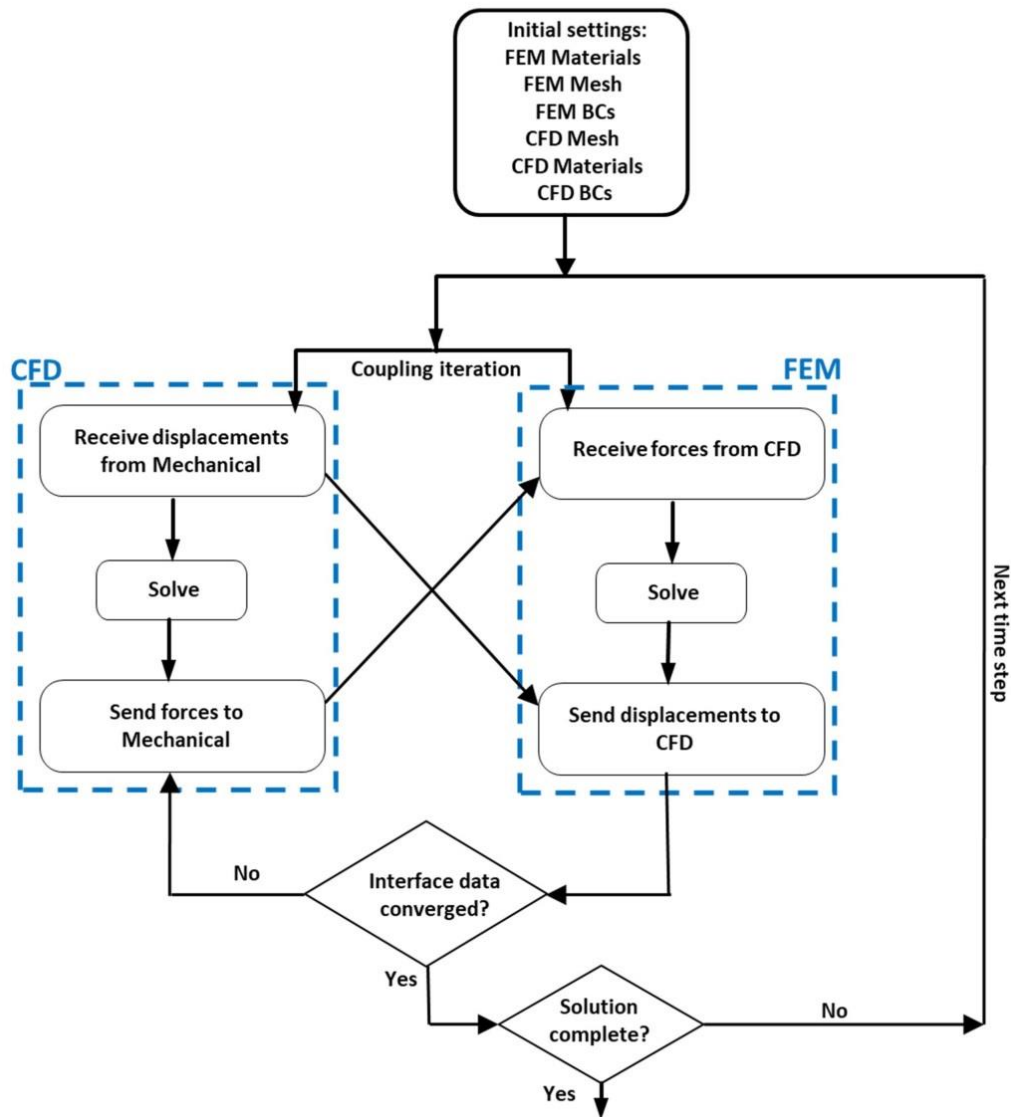 Initial settings:
FEM Materials
FEM Mesh
FEM BCs
CFD Mesh
CFD Materials
CFD BCs
Coupling iteration
CFD
Receive displacements
from Mechanical
Solve
Send forces to
Mechanical
FEM
Receive forces from CFD
Solve
Send displacements to
CFD
Next time step
Interface data
converged?
No
Yes
Solution
complete?
No
Yes